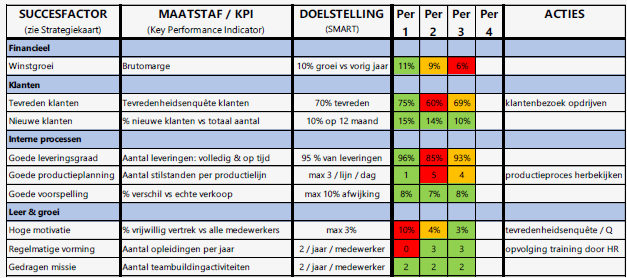 SUCCESFACTOR MAATSTAF / KPI DOELSTELLING Per Per Per Per ACTIES
(zie Strategiekaart) (Key Performance Indicator) (SMART) 1 2 3 4
Financieel
Winstgroei Brutomarge 10% groei vs vorig jaar 11% 9% 6%
Klanten
Tevreden klanten Tevredenheidsenquête klanten 70% tevreden 75% 60% 69% klantenbezoek opdrijven
Nieuwe klanten % nieuwe klanten vs totaal aantal 10% op 12 maand 15% 14% 10%
Interne processen
Goede leveringsgraad Aantal leveringen: volledig & op tijd 95 % van leveringen 96% 85% 93%
Goede productieplanning Aantal stilstanden per productielijn max 3 / lijn / dag 1 5 4 productieproces herbekijken
Goede voorspelling % verschil vs echte verkoop max 10% afwijking 8% 7% 8%
Leer & groei
Hoge motivatie % vrijwillig vertrek vs alle medewerkers max 3% 10% 4% 3% tevredenheidsenquête / Q
Regelmatige vorming Aantal opleidingen per jaar 2 / jaar / medewerker 0 3 3 opvolging training door HR
Gedragen missie Aantal teambuildingactiviteiten 2 / jaar / medewerker 2 2 2